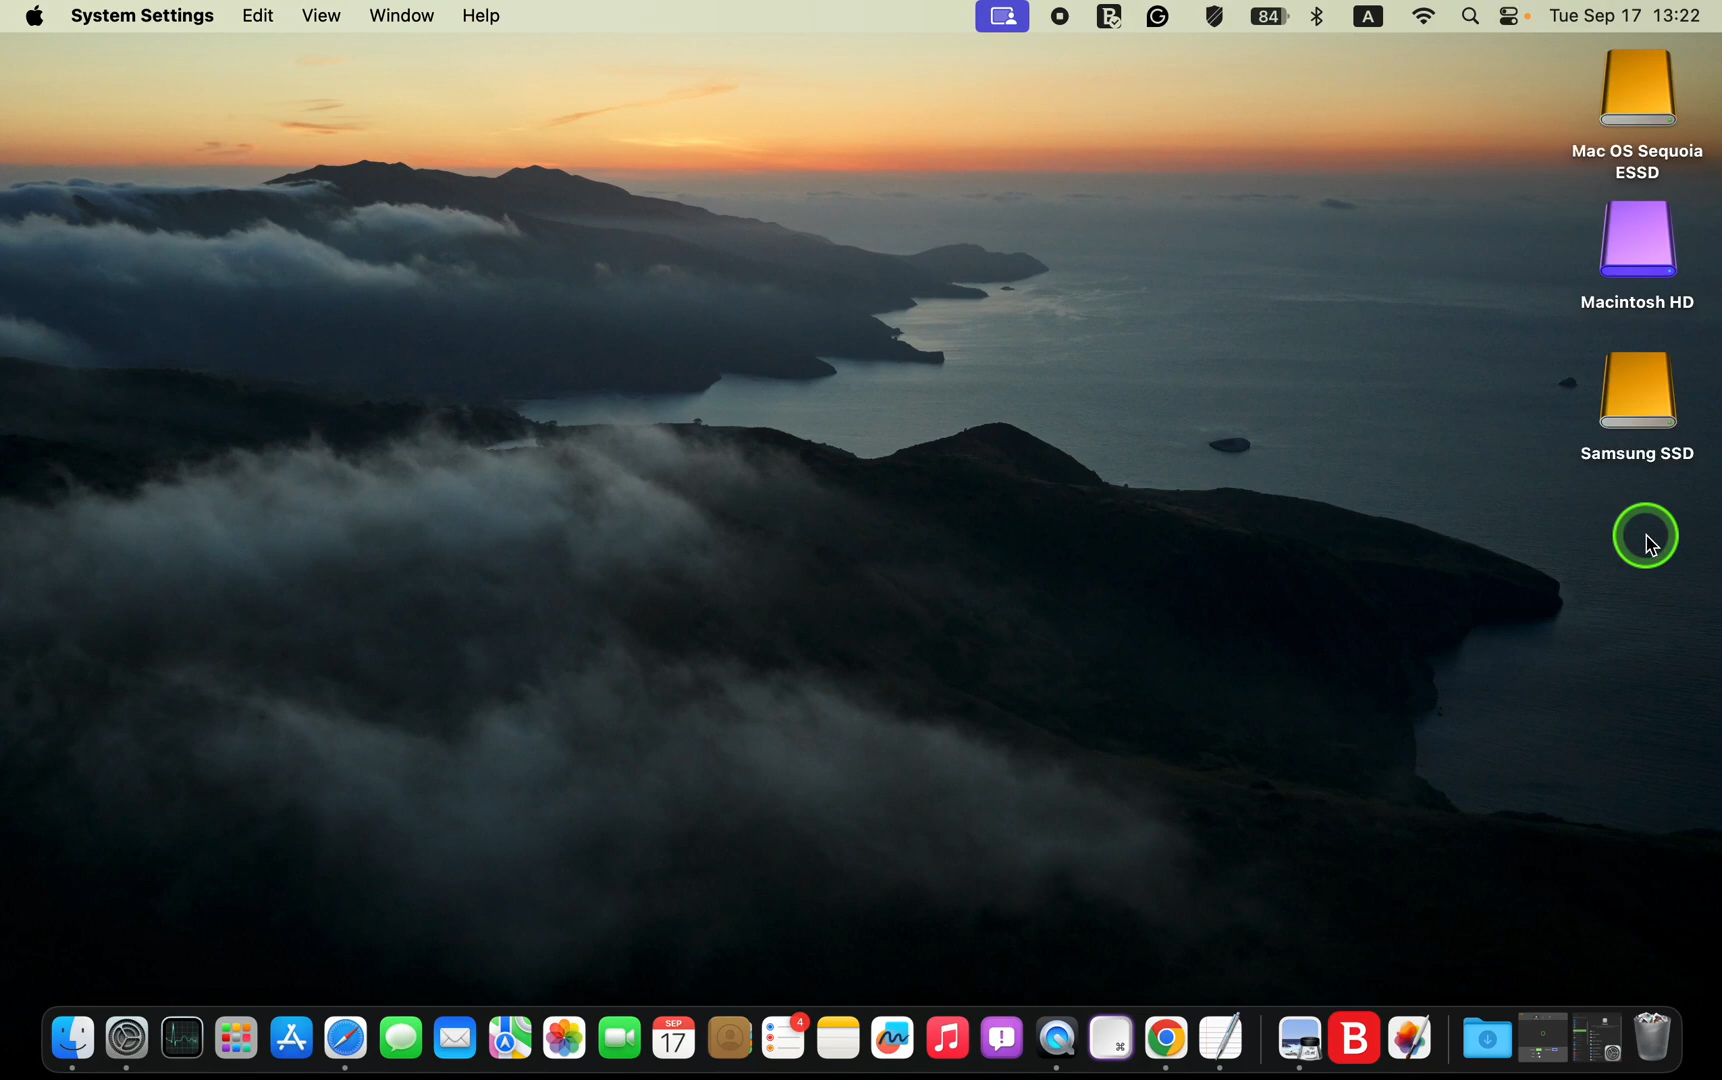 System Settings Edit View Window Help 84 A Tue Sep 17 13:22
Mac OS Sequoia
ESSD
Macintosh HD
Samsung SSD
SEP
17
4
⌘
B